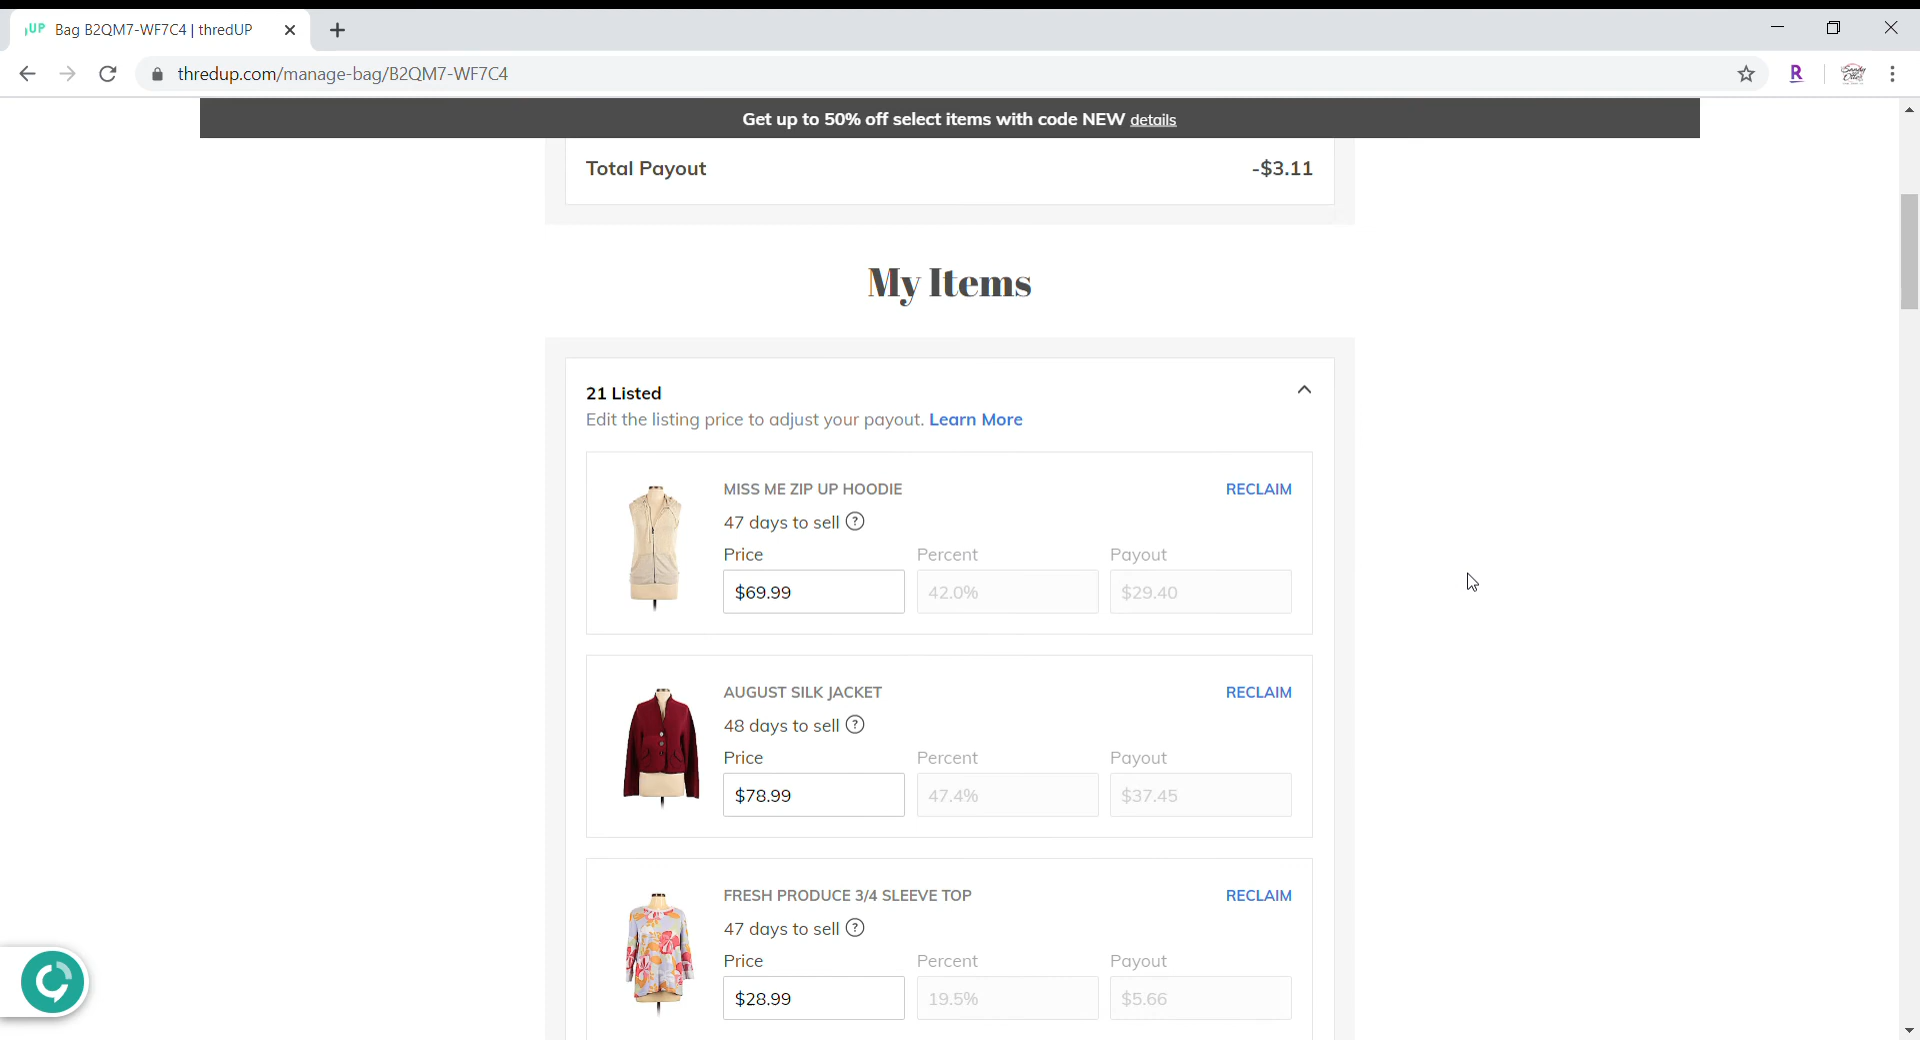 UP Bag B2QM7-WF7C4 | thredUP
thredup.com/manage-bag/B2QM7-WF7C4
R
Get up to 50% off select items with code NEW details
Total Payout -$3.11
My Items
21 Listed
Edit the listing price to adjust your payout. Learn More
MISS ME ZIP UP HOODIE RECLAIM
47 days to sell ?
Price Percent Payout
$69.99 42.0% $29.40
AUGUST SILK JACKET RECLAIM
48 days to sell ?
Price Percent Payout
$78.99 47.4% $37.45
FRESH PRODUCE 3/4 SLEEVE TOP RECLAIM
47 days to sell ?
Price Percent Payout
$28.99 19.5% $5.66